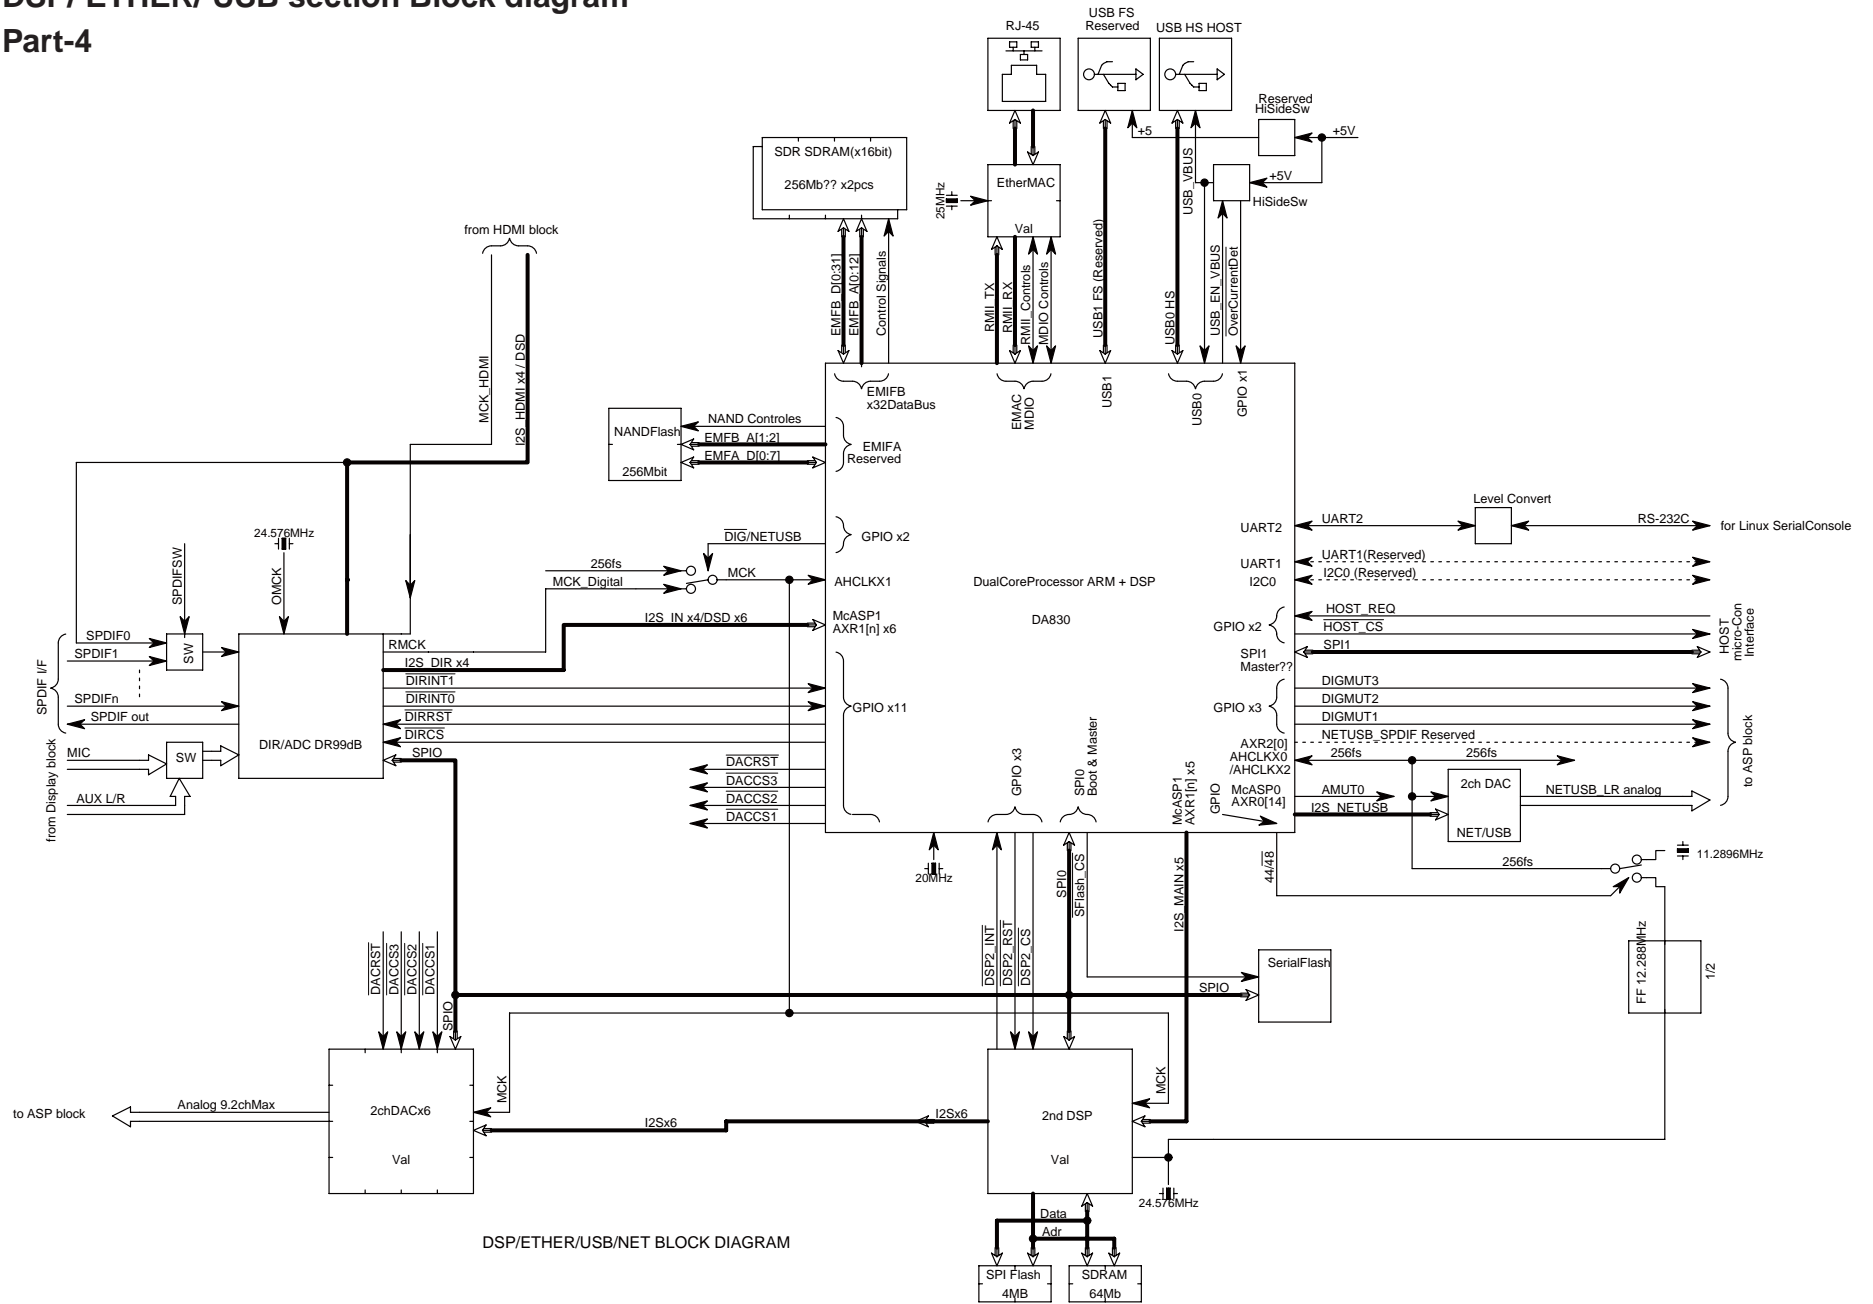 DSP/ ETHER/ USB section Block diagram
Part-4
RJ-45
USB FS
Reserved
USB HS HOST
Reserved
HiSideSw
+5
+5V
+5V
HiSideSw
USB_VBUS
SDR SDRAM(x16bit)
256Mb?? x2pcs
EtherMAC
Val
25MHz
from HDMI block
MCK_HDMI
I2S_HDMI x4 / DSD
EMFB_D[0:31]
EMFB_A[0:12]
Control Signals
RMII_TX
RMII_RX
RMII_Controls
MDIO Controls
USB1 FS (Reserved)
USB0 HS
USB_EN_VBUS
OverCurrentDet
EMIFB
x32DataBus
EMAC
MDIO
USB1
USB0
GPIO x1
NANDFlash
256Mbit
NAND Controles
EMFB_A[1:2]
EMFA_D[0:7]
EMIFA
Reserved
24.576MHz
OMCK
SPDIFSW
DIG/NETUSB
GPIO x2
256fs
MCK_Digital
MCK
AHCLKX1
DualCoreProcessor ARM + DSP
DA830
I2S_IN x4/DSD x6
McASP1
AXR1[n] x6
Level Convert
UART2
UART2
RS-232C
for Linux SerialConsole
UART1
UART1(Reserved)
I2C0
I2C0 (Reserved)
GPIO x2
HOST_REQ
HOST_CS
SPI1
Master??
SPI1
HOST
micro-Con
Interface
SPDIF I/F
SPDIF0
SPDIF1
SPDIFn
SPDIF out
SW
RMCK
I2S_DIR x4
DIRINT1
DIRINT0
DIRRST
DIRCS
SPIO
DIR/ADC DR99dB
from Display block
MIC
AUX L/R
SW
GPIO x11
DACRST
DACCS3
DACCS2
DACCS1
GPIO x3
DIGMUT3
DIGMUT2
DIGMUT1
AXR2[0]
NETUSB_SPDIF Reserved
AHCLKX0
/AHCLKX2
256fs
256fs
McASP0
AXR0[14]
AMUT0
I2S_NETUSB
2ch DAC
NET/USB
NETUSB_LR analog
to ASP block
GPIO x3
SPI0
Boot & Master
McASP1
AXR1[n] x5
GPIO
20MHz
DSP2_INT
DSP2_RST
DSP2_CS
SPI0
SFlash_CS
I2S_MAIN x5
44/48
256fs
11.2896MHz
FF 12.288MHz
1/2
SerialFlash
SPIO
DACRST
DACCS3
DACCS2
DACCS1
SPIO
MCK
MCK
to ASP block
Analog 9.2chMax
2chDACx6
Val
I2Sx6
I2Sx6
2nd DSP
Val
24.576MHz
Data
Adr
SPI Flash
4MB
SDRAM
64Mb
DSP/ETHER/USB/NET BLOCK DIAGRAM